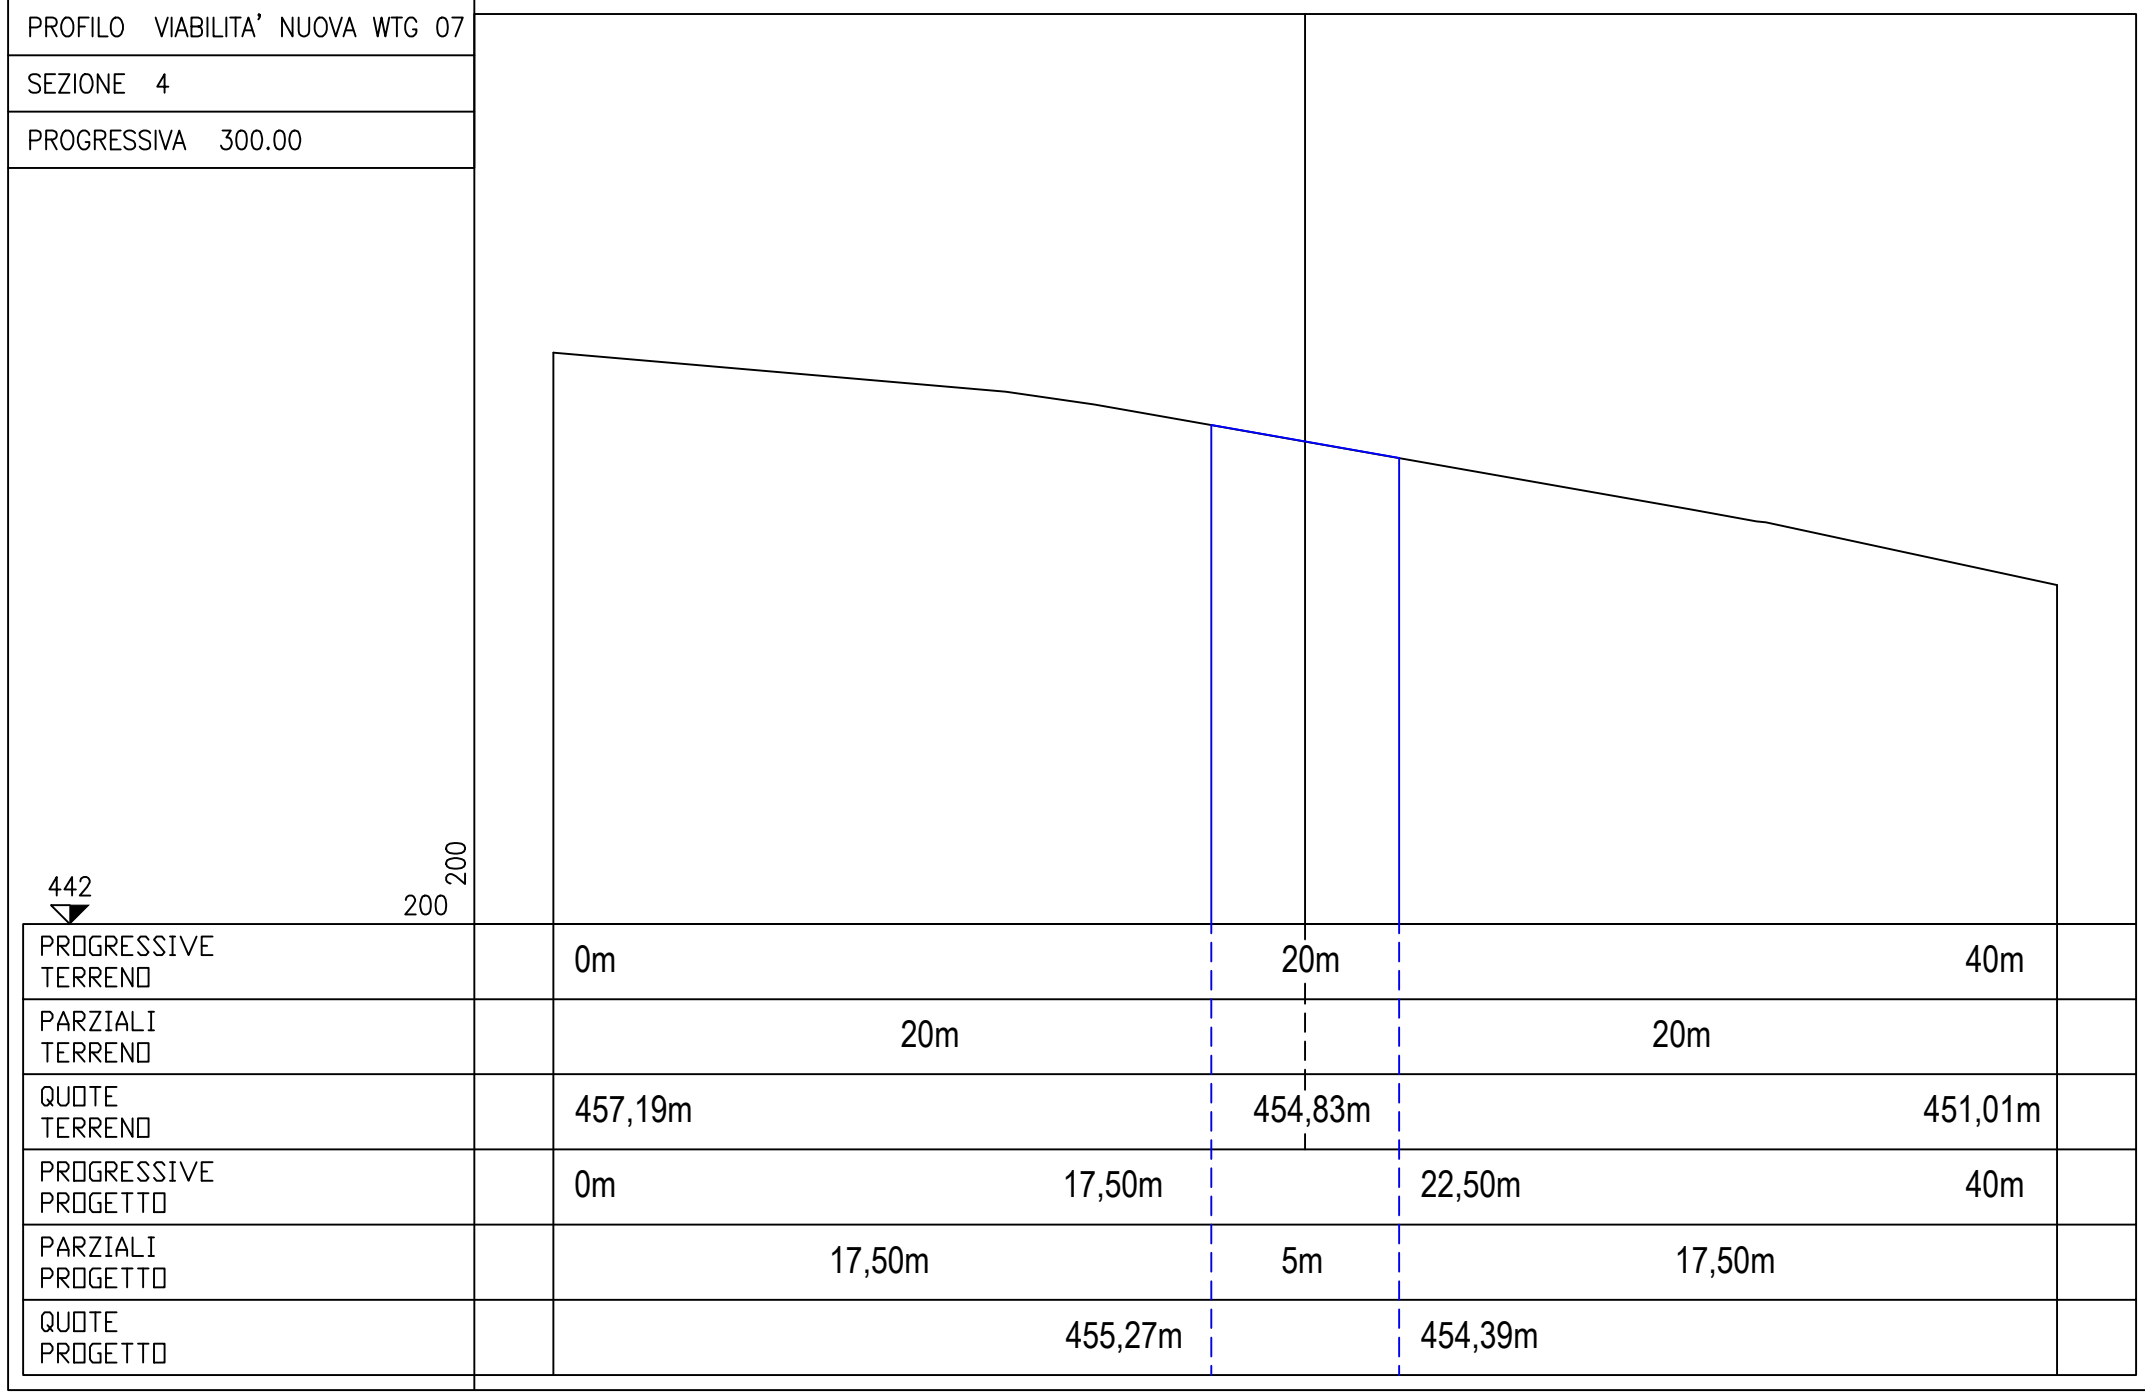 PROFILO VIABILITA' NUOVA WTG 07
SEZIONE 4
PROGRESSIVA 300.00
200
442
200
PROGRESSIVE
TERRENO
0m 20m 40m
PARZIALI
TERRENO
20m 20m
QUOTE
TERRENO
457,19m 454,83m 451,01m
PROGRESSIVE
PROGETTO
0m 17,50m 22,50m 40m
PARZIALI
PROGETTO
17,50m 5m 17,50m
QUOTE
PROGETTO
455,27m 454,39m